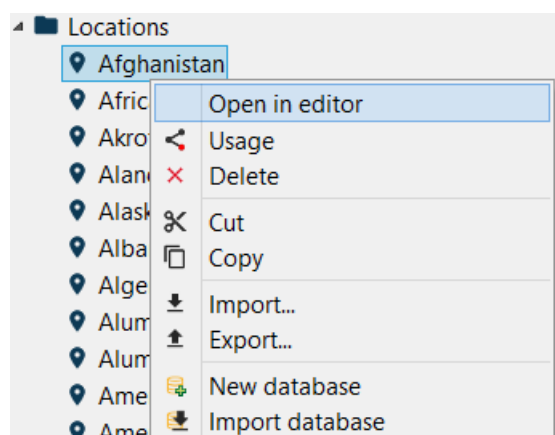 Locations
Afghanistan
Afric
Open in editor
Akro
Usage
Alan
Delete
Alask
Cut
Alba
Copy
Alge
Import...
Alum
Export...
Alum
New database
Ame
Import database
Ame